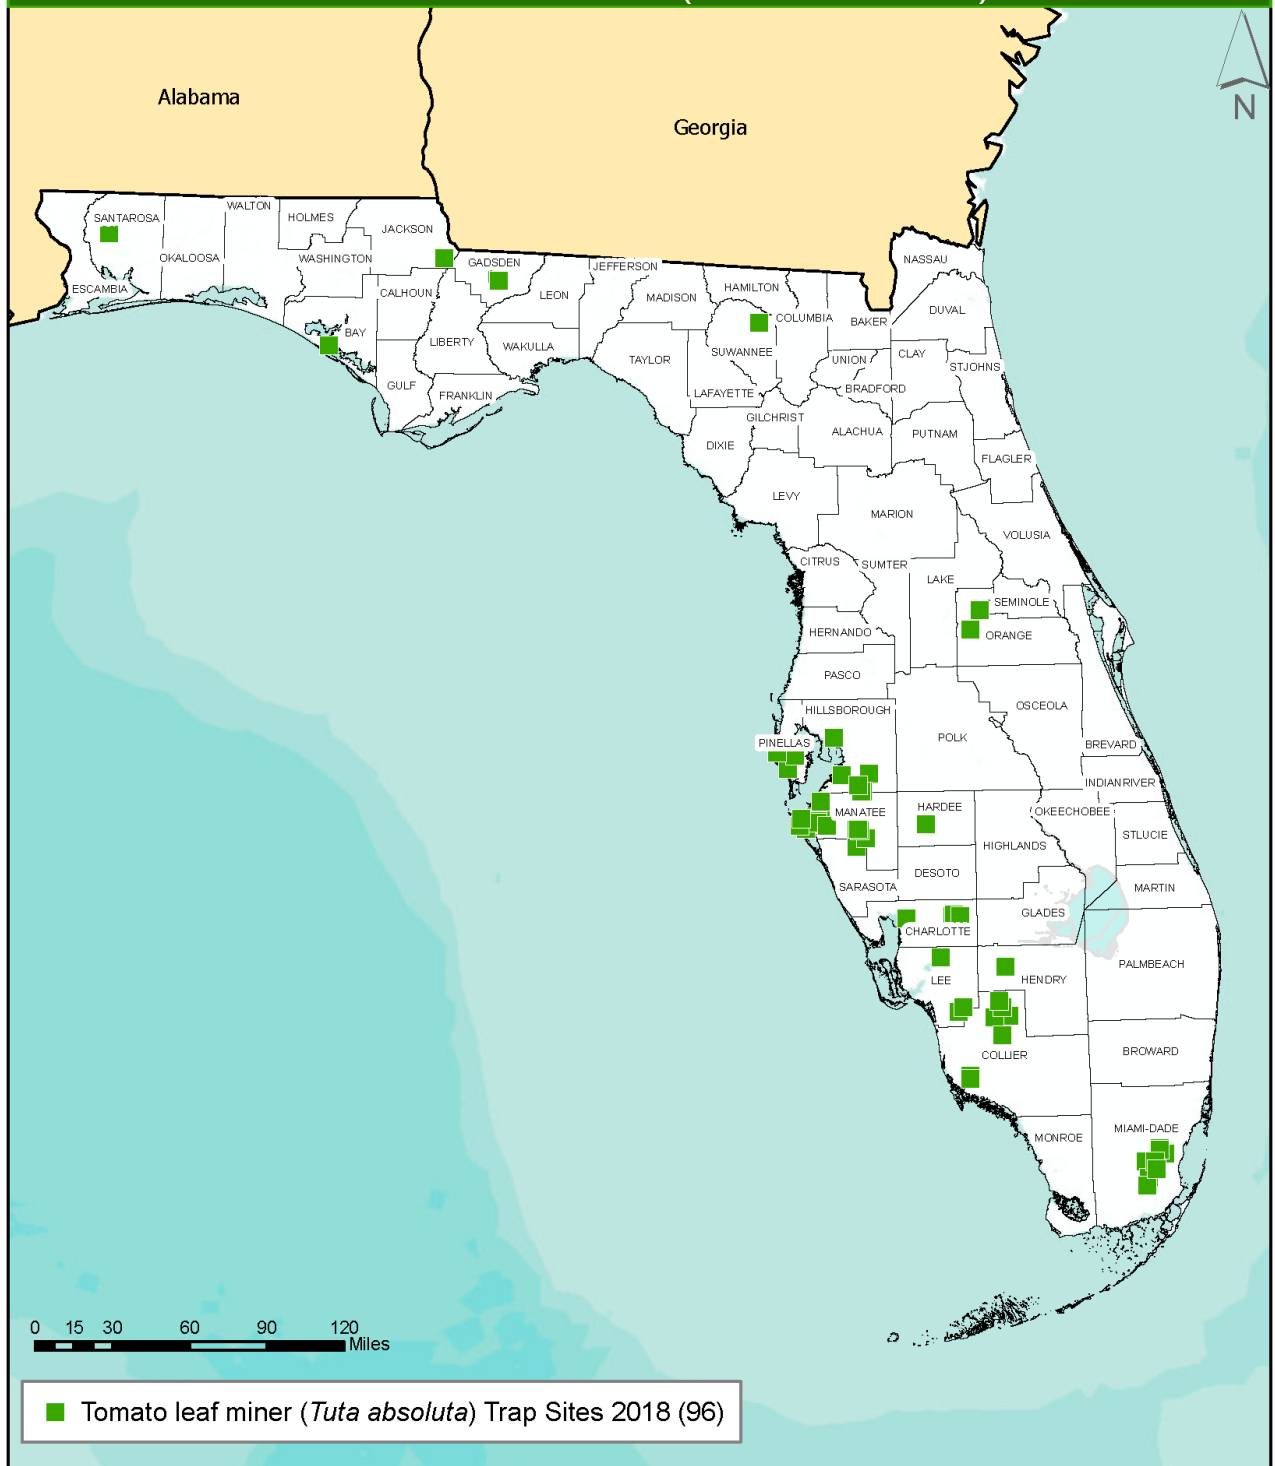 Alabama
Georgia
N
SANTAROSA
WALTON
HOLMES
JACKSON
OKALOOSA
WASHINGTON
GADSDEN
JEFFERSON
NASSAU
ESCAMBIA
CALHOUN
LEON
MADISON
HAMILTON
COLUMBIA
BAKER
DUVAL
BAY
LIBERTY
WAKULLA
TAYLOR
SUWANNEE
UNION
CLAY
STJOHNS
GULF
FRANKLIN
LAFAYETTE
BRADFORD
GILCHRIST
DIXIE
ALACHUA
PUTNAM
FLAGLER
LEVY
MARION
VOLUSIA
CITRUS
SUMTER
LAKE
SEMINOLE
HERNANDO
ORANGE
PASCO
HILLSBOROUGH
OSCEOLA
PINELLAS
POLK
BREVARD
INDIANRIVER
MANATEE
HARDEE
OKEECHOBEE
HIGHLANDS
STLUCIE
SARASOTA
DESOTO
MARTIN
CHARLOTTE
GLADES
LEE
HENDRY
PALMBEACH
COLLIER
BROWARD
MONROE
MIAMI-DADE
0 15 30 60 90 120
Miles
Tomato leaf miner (Tuta absoluta) Trap Sites 2018 (96)